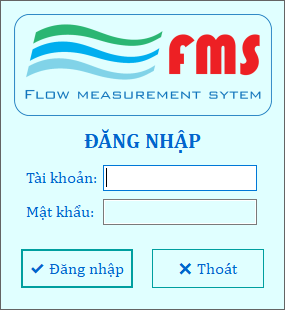 FMS
FLOW MEASUREMENT SYTEM
ĐĂNG NHẬP
Tài khoản:
Mật khẩu:
Đăng nhập
Thoát